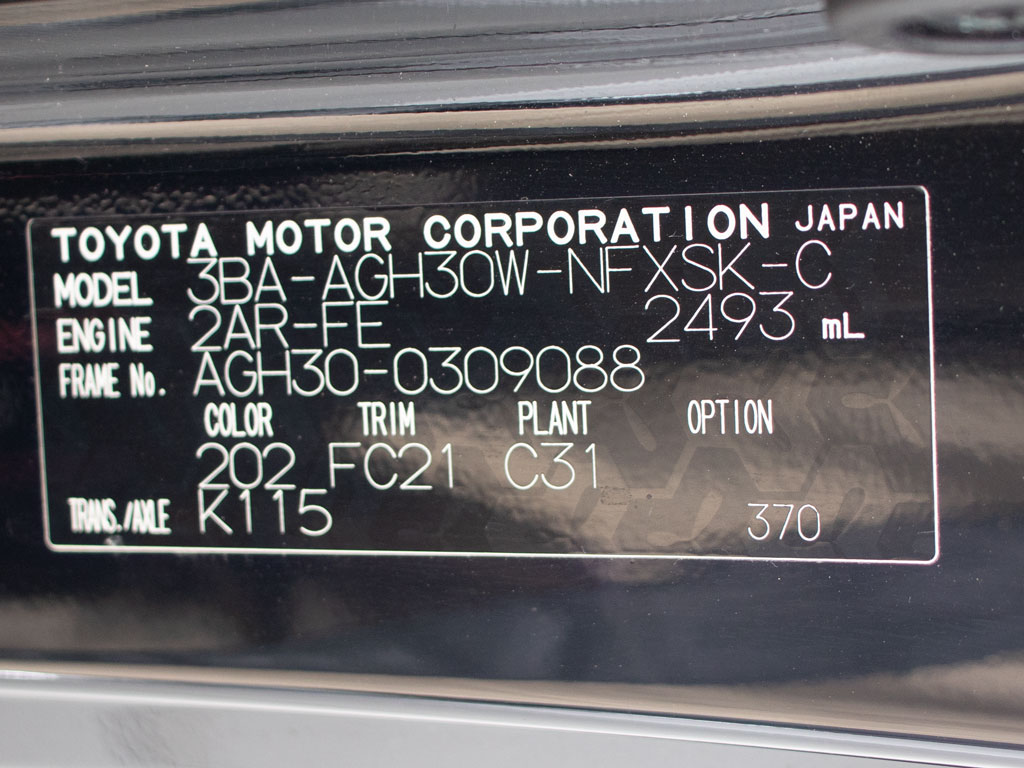 TOYOTA MOTOR CORPORATION JAPAN
MODEL 3BA-AGH30W-NFXSK-C
ENGINE 2AR-FE 2493 mL
FRAME No. AGH30-0309088
COLOR TRIM PLANT OPTION
202 FC21 C31
TRANS./AXLE K115 370